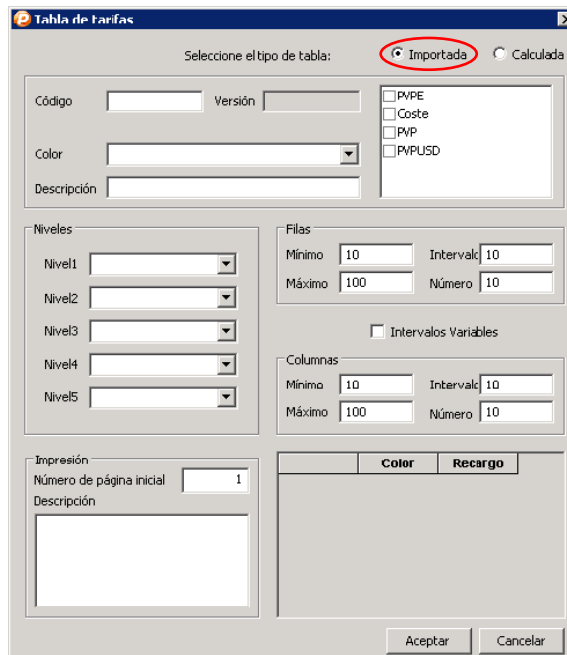 Tabla de tarifas
Seleccione el tipo de tabla: Importada Calculada
Código Versión
PVPE
Coste
PVP
PVPUSD
Color
Descripción
Niveles
Nivel1
Nivel2
Nivel3
Nivel4
Nivel5
Filas
Mínimo 10 Intervalo 10
Máximo 100 Número 10
Intervalos Variables
Columnas
Mínimo 10 Intervalo 10
Máximo 100 Número 10
Impresión
Número de página inicial 1
Descripción
Color Recargo
Aceptar Cancelar